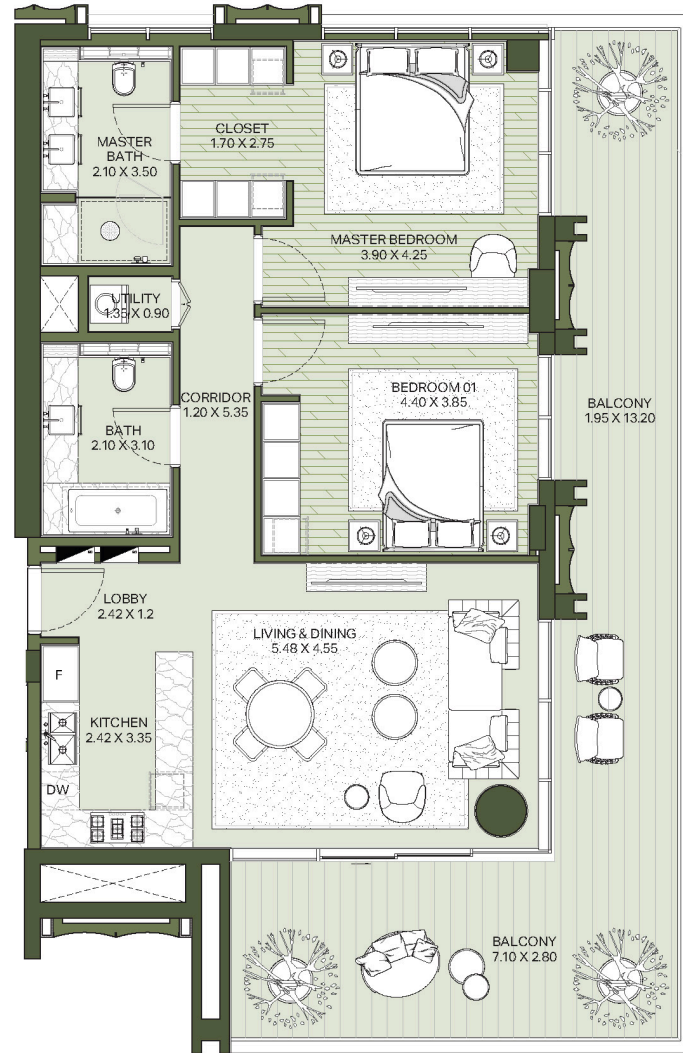 CLOSET
1.70 X 2.75
MASTER
BATH
2.10 X 3.50
MASTER BEDROOM
3.90 X 4.25
UTILITY
1.35 X 0.90
BEDROOM 01
4.40 X 3.85
CORRIDOR
1.20 X 5.35
BALCONY
1.95 X 13.20
BATH
2.10 X 3.10
LOBBY
2.42 X 1.2
LIVING & DINING
5.48 X 4.55
F
KITCHEN
2.42 X 3.35
DW
BALCONY
7.10 X 2.80